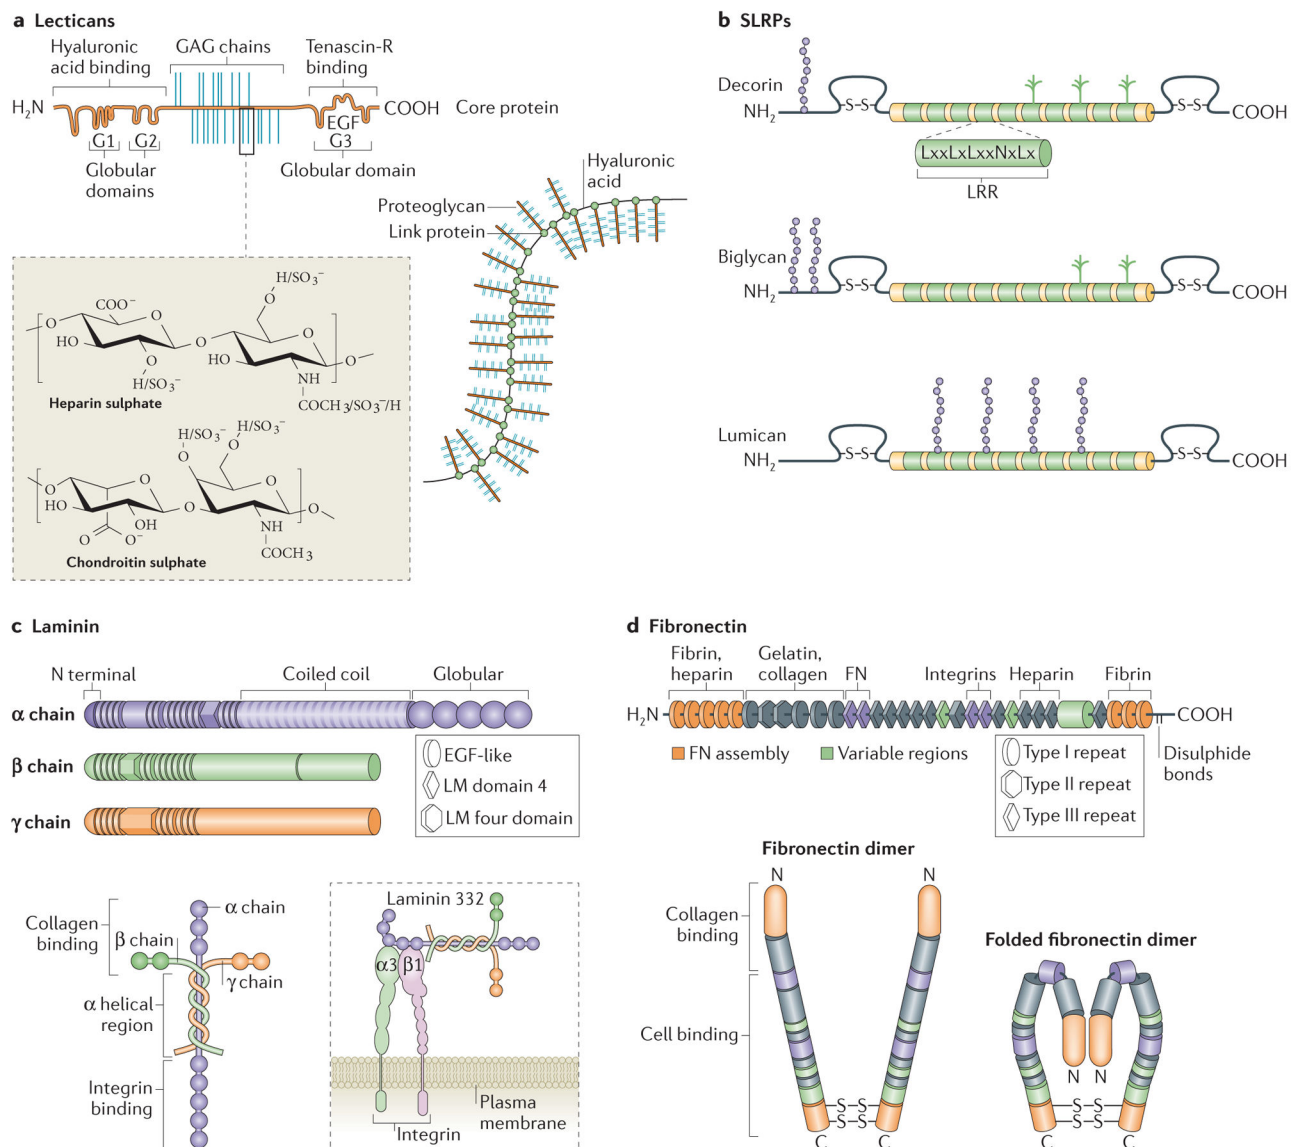 a Lecticans
Hyaluronic
acid binding
GAG chains
Tenascin-R
binding
H₂N
COOH
Core protein
EGF
G1
G2
G3
Globular
domains
Globular domain
Hyaluronic
acid
Proteoglycan
Link protein
H/SO₃⁻
COO⁻
O
O
O
O
O
HO
HO
O
O
H/SO₃⁻
NH
COCH₃/SO₃⁻/H
Heparin sulphate
H/SO₃⁻
H/SO₃⁻
O
O
O
O
O
HO
O
O
OH
O
O⁻
NH
COCH₃
Chondroitin sulphate
b SLRPs
Decorin
NH₂
S–S
S–S
COOH
LxxLxLxxNxLx
LRR
Biglycan
NH₂
S–S
S–S
COOH
Lumican
NH₂
S–S
S–S
COOH
c Laminin
N terminal
Coiled coil
Globular
α chain
β chain
γ chain
EGF-like
LM domain 4
LM four domain
Collagen
binding
α chain
β chain
γ chain
α helical
region
Integrin
binding
Laminin 332
α3
β1
Plasma
membrane
Integrin
d Fibronectin
Fibrin,
heparin
Gelatin,
collagen
FN
Integrins
Heparin
Fibrin
H₂N
COOH
FN assembly
Variable regions
Disulphide
bonds
Type I repeat
Type II repeat
Type III repeat
Fibronectin dimer
N
N
Collagen
binding
Cell binding
S–S
S–S
C
C
Folded fibronectin dimer
N
N
S–S
S–S
C
C